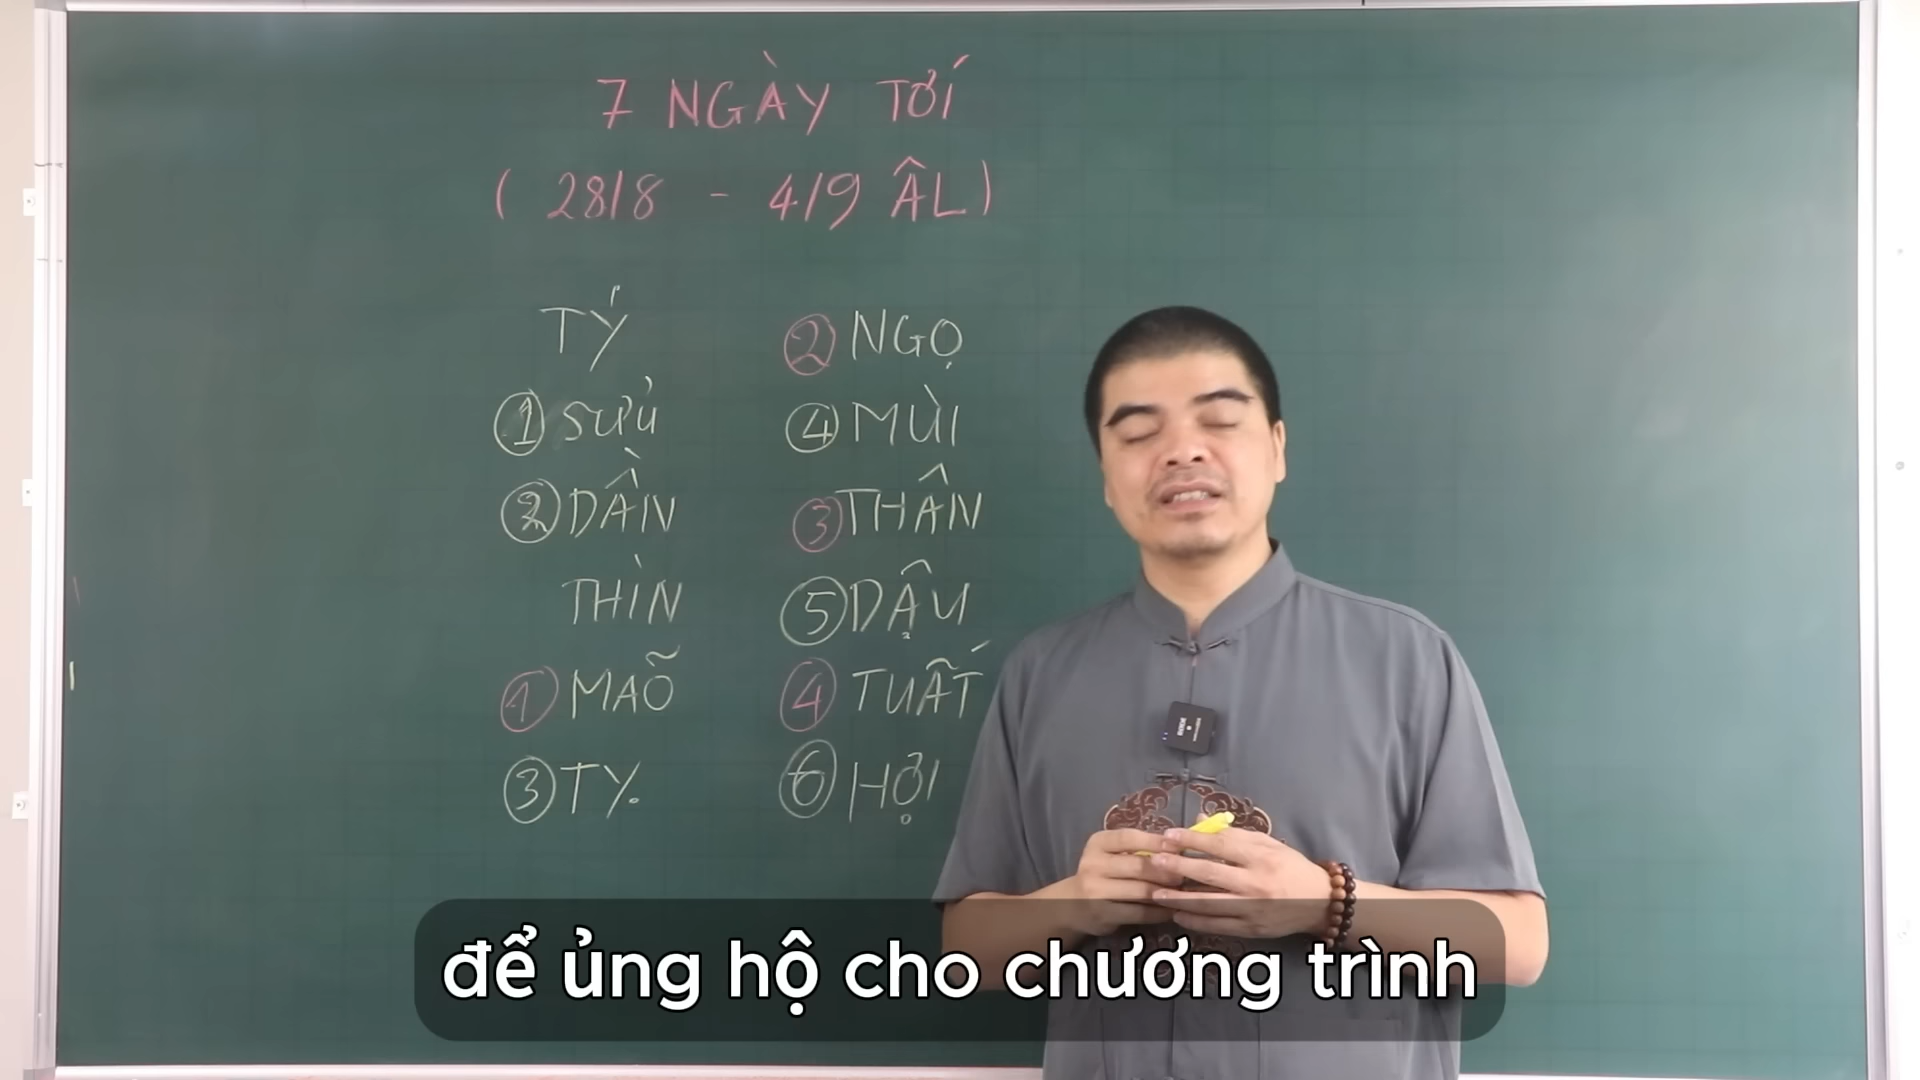 7 NGÀY TỚI
( 28/8 - 4/9 ÂL)
TÝ
① SỬU
② DẦN
THÌN
① MAÕ
③ TỴ
② NGỌ
④ MÙI
③ THÂN
⑤ DẬU
④ TUẤT
⑥ HỢI
để ủng hộ cho chương trình